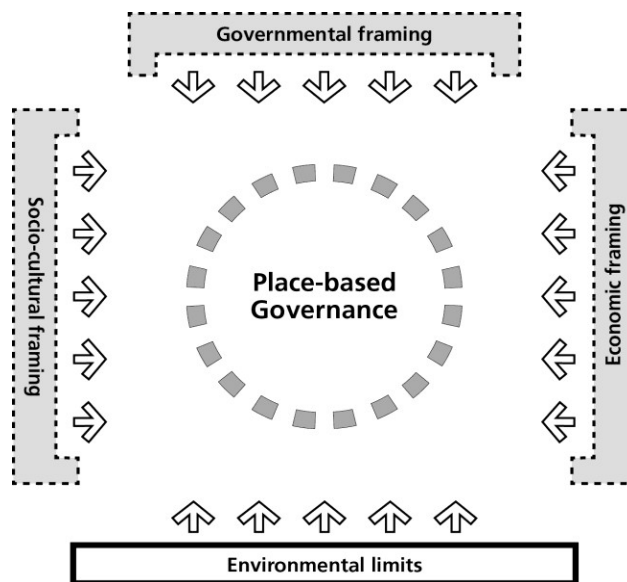 Governmental framing
Socio-cultural framing
Place-based
Governance
Economic framing
Environmental limits